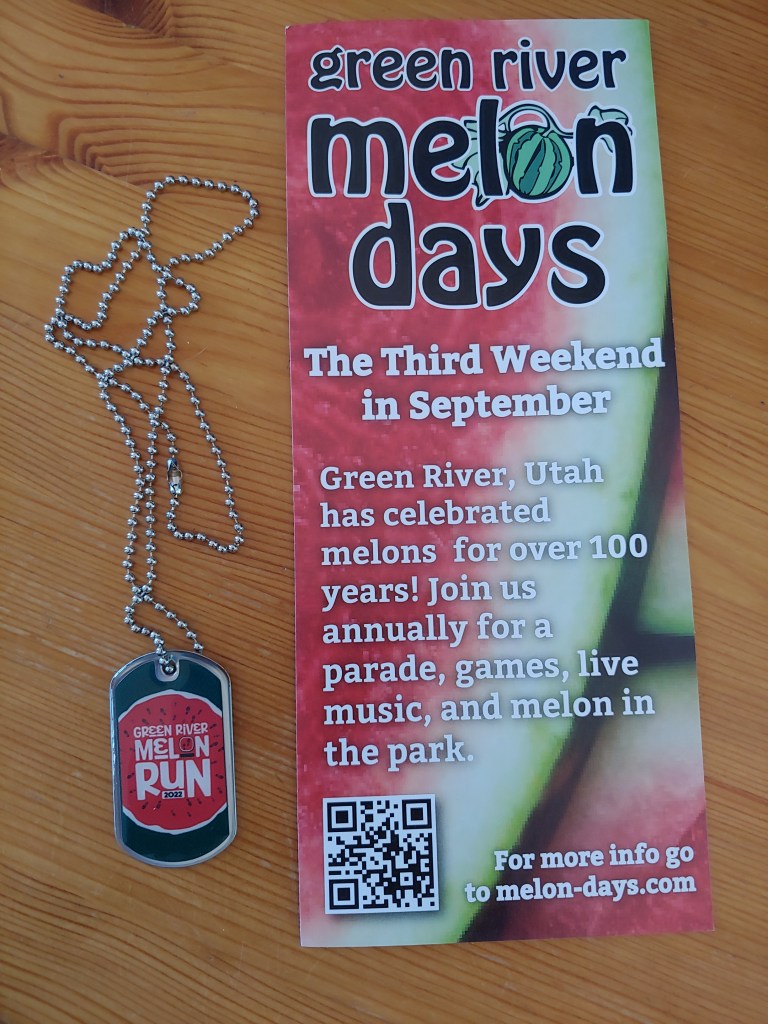 green river
melon
days
The Third Weekend
in September
Green River, Utah
has celebrated
melons for over 100
years! Join us
annually for a
parade, games, live
music, and melon in
the park.
For more info go
to melon-days.com
GREEN RIVER
MELON
RUN
2022